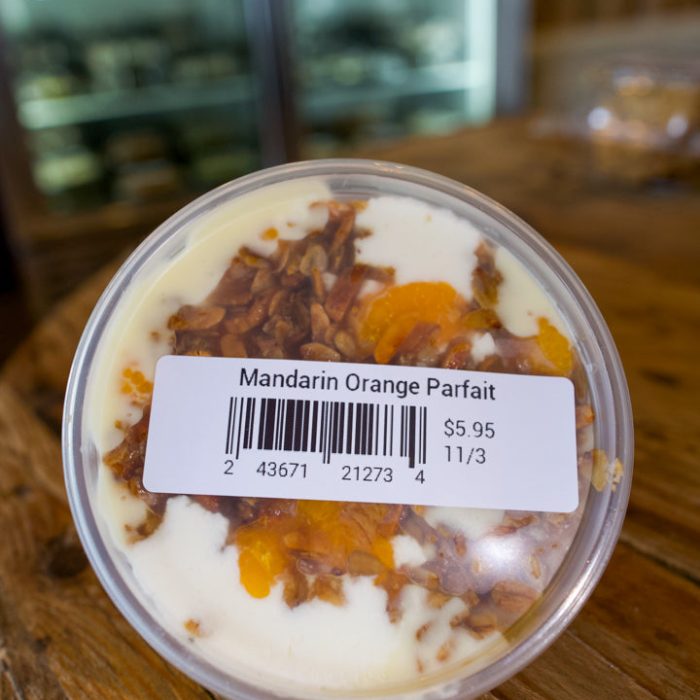 Mandarin Orange Parfait
$5.95
11/3
2 43671 21273 4